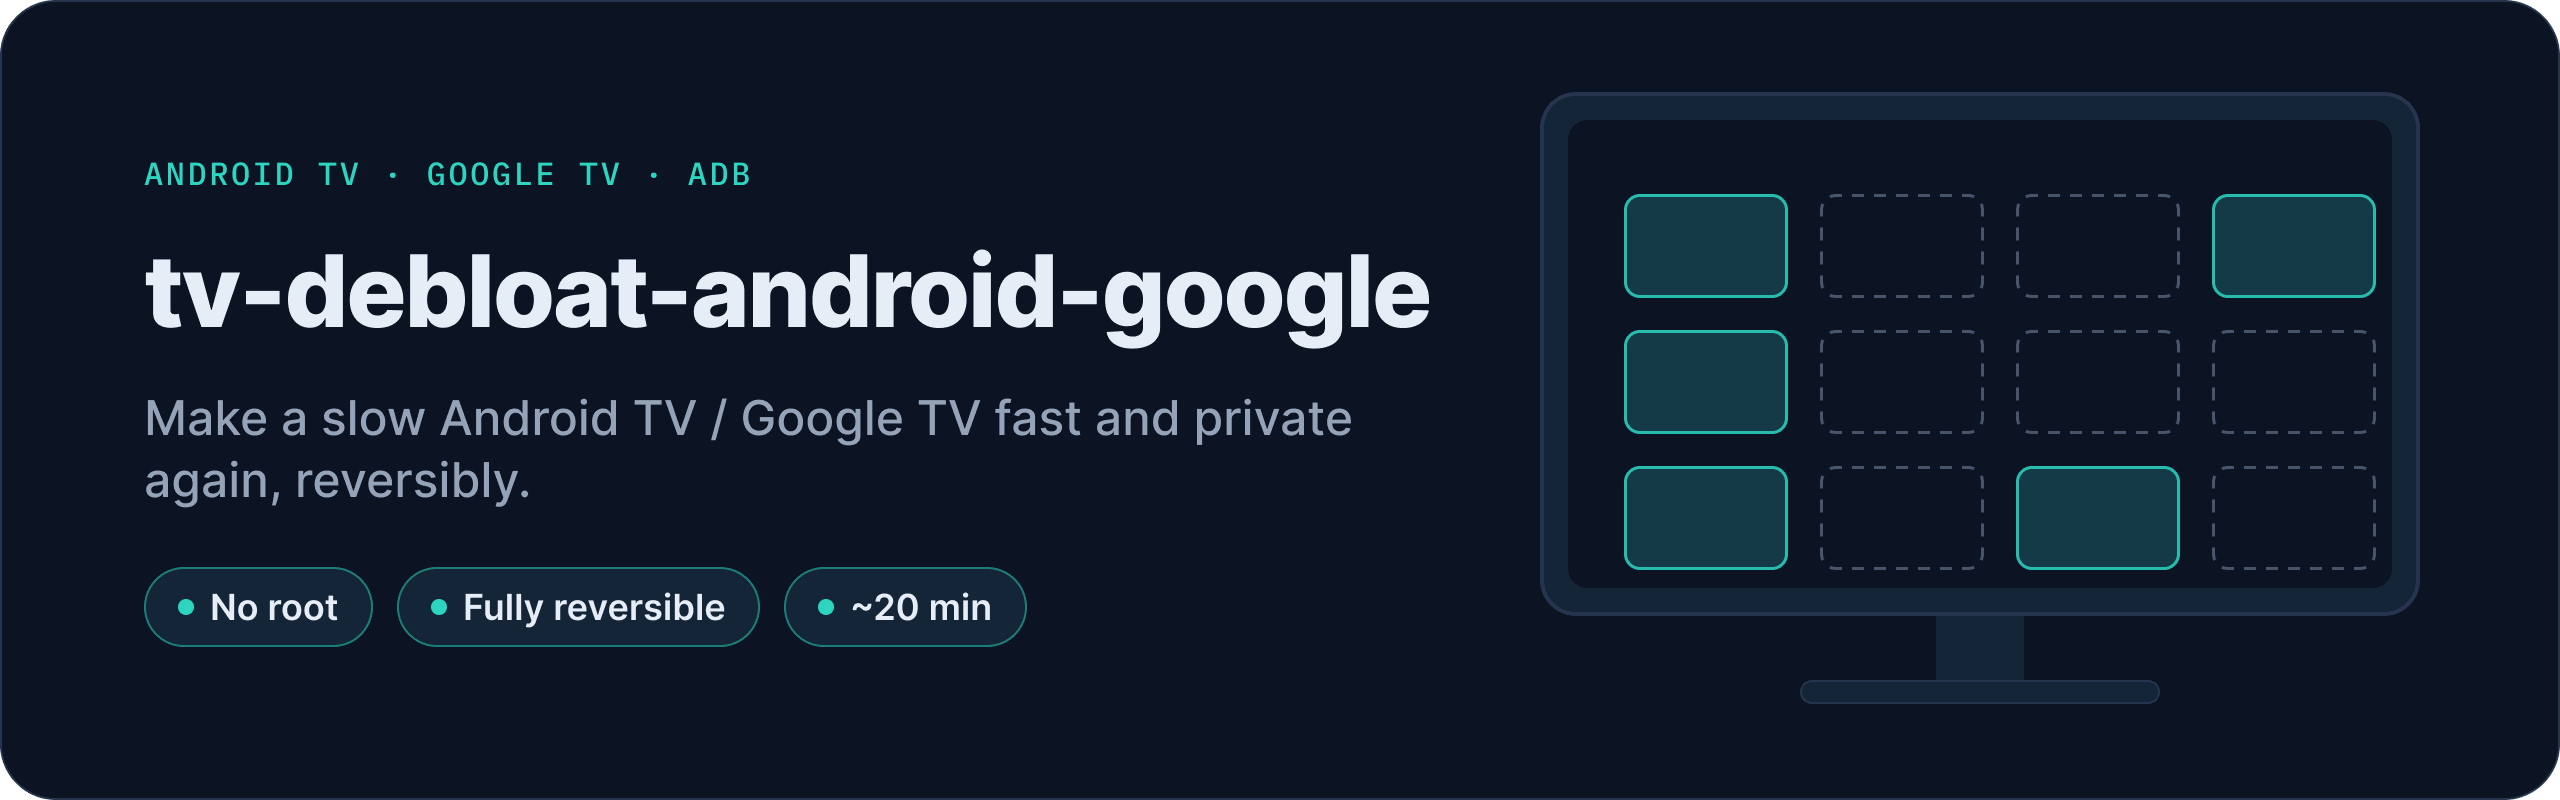 ANDROID TV · GOOGLE TV · ADB
tv-debloat-android-google
Make a slow Android TV / Google TV fast and private
again, reversibly.
No root
Fully reversible
~20 min